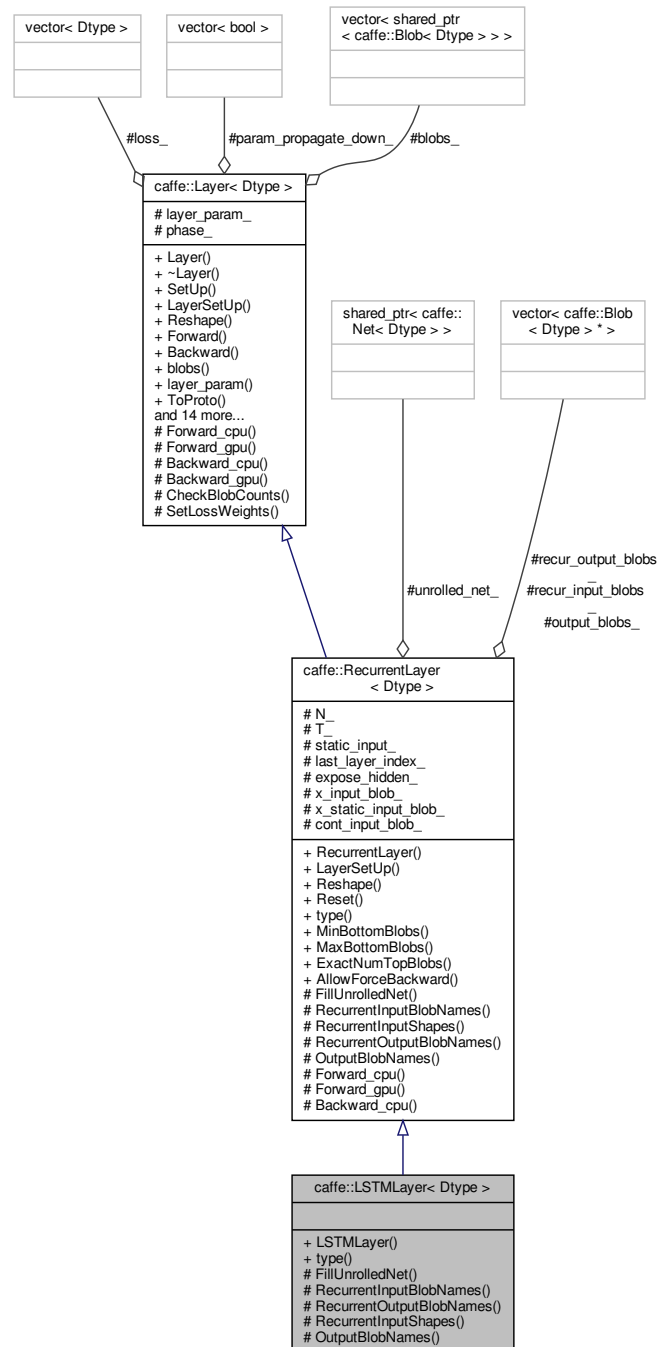 vector< Dtype >
vector< bool >
vector< shared_ptr
< caffe::Blob< Dtype > > >
#loss_
#param_propagate_down_
#blobs_
caffe::Layer< Dtype >
# layer_param_
# phase_
+ Layer()
+ ~Layer()
+ SetUp()
+ LayerSetUp()
+ Reshape()
+ Forward()
+ Backward()
+ blobs()
+ layer_param()
+ ToProto()
and 14 more...
# Forward_cpu()
# Forward_gpu()
# Backward_cpu()
# Backward_gpu()
# CheckBlobCounts()
# SetLossWeights()
shared_ptr< caffe::
Net< Dtype > >
vector< caffe::Blob
< Dtype > * >
#unrolled_net_
#recur_output_blobs
_
#recur_input_blobs
_
#output_blobs_
caffe::RecurrentLayer
< Dtype >
# N_
# T_
# static_input_
# last_layer_index_
# expose_hidden_
# x_input_blob_
# x_static_input_blob_
# cont_input_blob_
+ RecurrentLayer()
+ LayerSetUp()
+ Reshape()
+ Reset()
+ type()
+ MinBottomBlobs()
+ MaxBottomBlobs()
+ ExactNumTopBlobs()
+ AllowForceBackward()
# FillUnrolledNet()
# RecurrentInputBlobNames()
# RecurrentInputShapes()
# RecurrentOutputBlobNames()
# OutputBlobNames()
# Forward_cpu()
# Forward_gpu()
# Backward_cpu()
caffe::LSTMLayer< Dtype >
+ LSTMLayer()
+ type()
# FillUnrolledNet()
# RecurrentInputBlobNames()
# RecurrentOutputBlobNames()
# RecurrentInputShapes()
# OutputBlobNames()